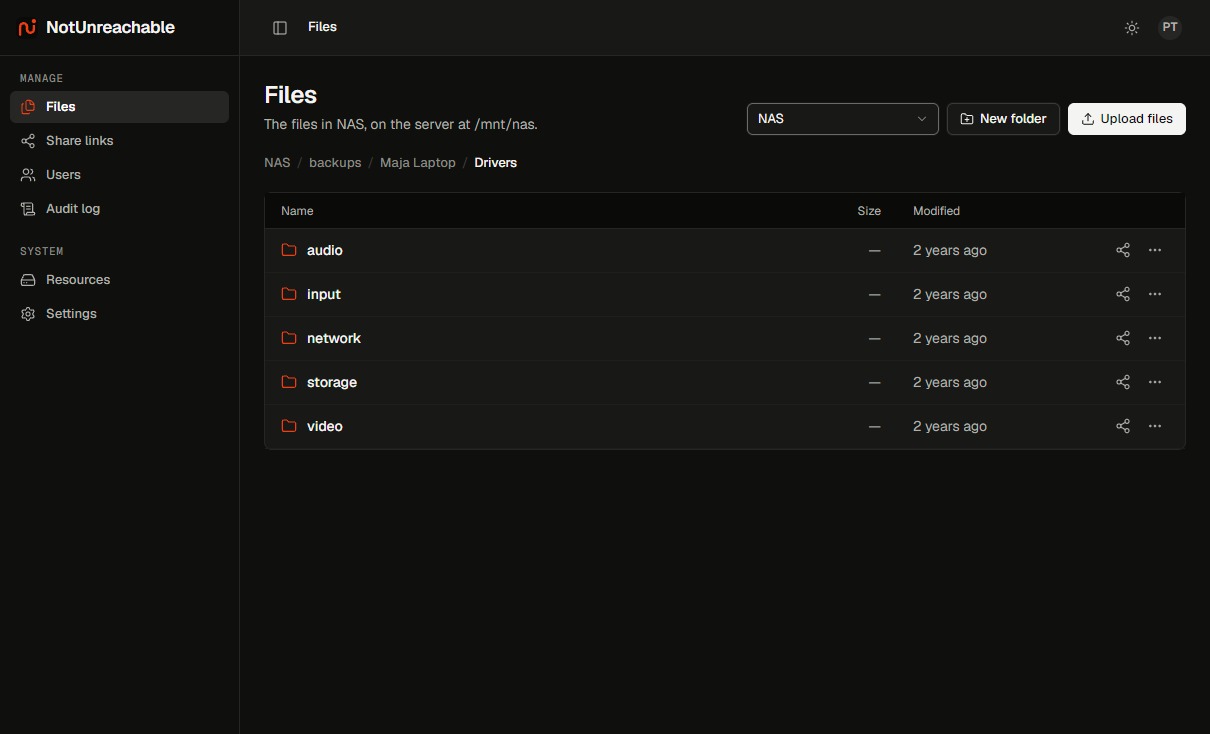 NotUnreachable
Files
PT
MANAGE
Files
Share links
Users
Audit log
SYSTEM
Resources
Settings
Files
The files in NAS, on the server at /mnt/nas.
NAS
New folder
Upload files
NAS / backups / Maja Laptop / Drivers
Name Size Modified
audio — 2 years ago
input — 2 years ago
network — 2 years ago
storage — 2 years ago
video — 2 years ago